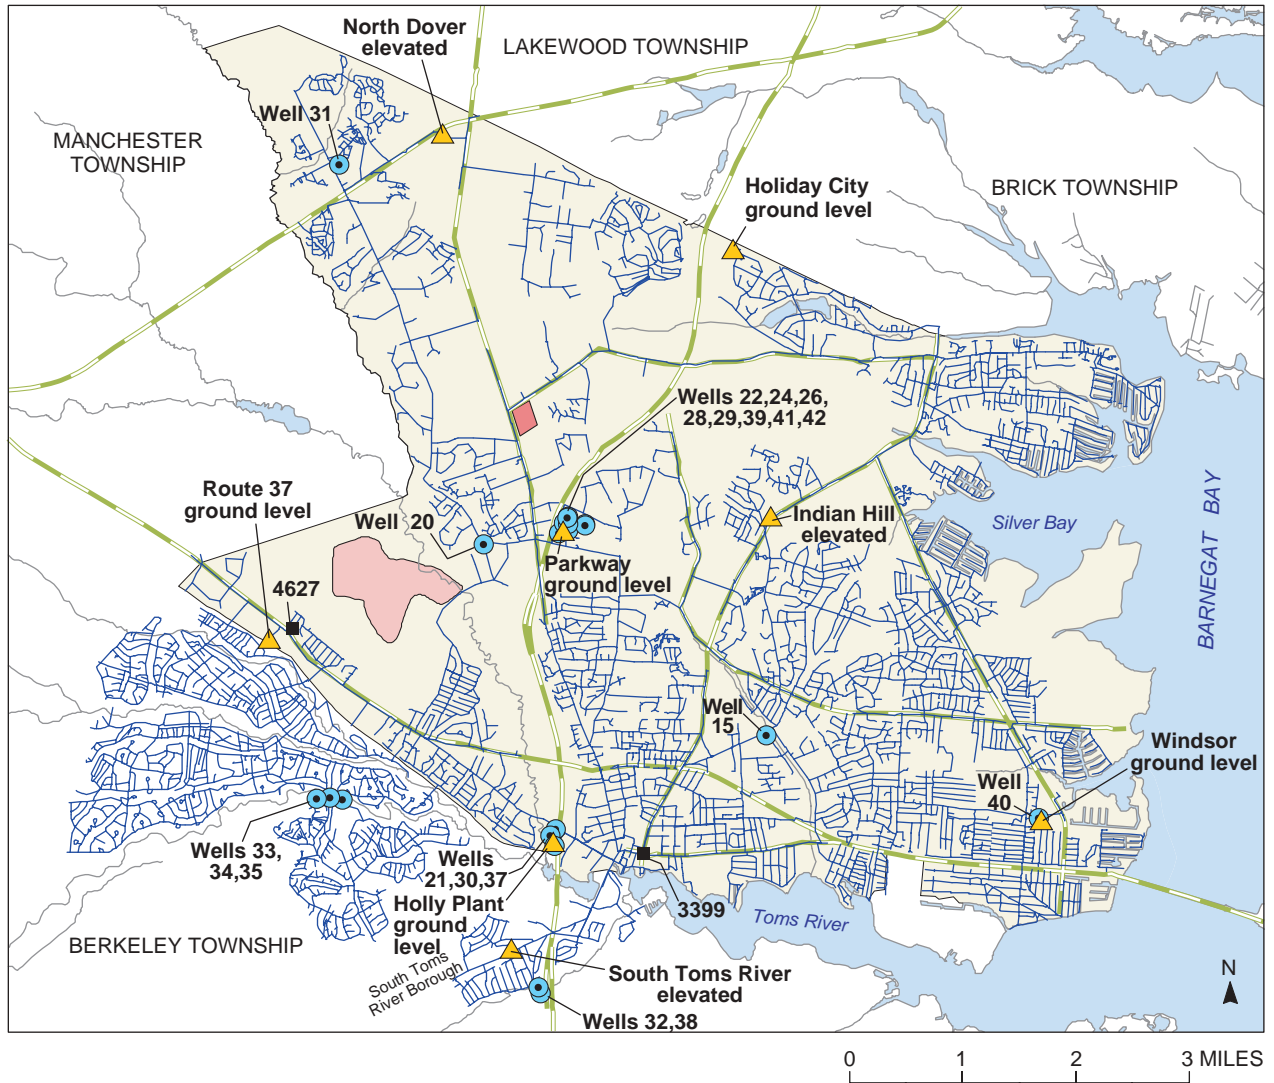 North Dover
elevated
LAKEWOOD TOWNSHIP
Well 31
MANCHESTER
TOWNSHIP
Holiday City
ground level
BRICK TOWNSHIP
Wells 22,24,26,
28,29,39,41,42
Route 37
ground level
Well 20
Indian Hill
elevated
Silver Bay
BARNEGAT BAY
Parkway
ground level
4627
Well
15
Windsor
ground level
Well
40
Wells 33,
34,35
Wells
21,30,37
Holly Plant
ground
level
3399
Toms River
BERKELEY TOWNSHIP
South Toms
River Borough
South Toms River
elevated
Wells 32,38
N
0 1 2 3 MILES